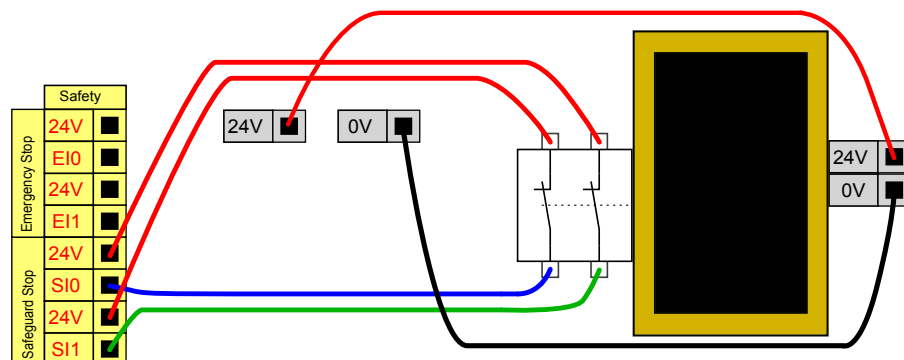 Safety
Emergency Stop
24V
EI0
24V
EI1
Safeguard Stop
24V
SI0
24V
SI1
24V
0V
24V
0V